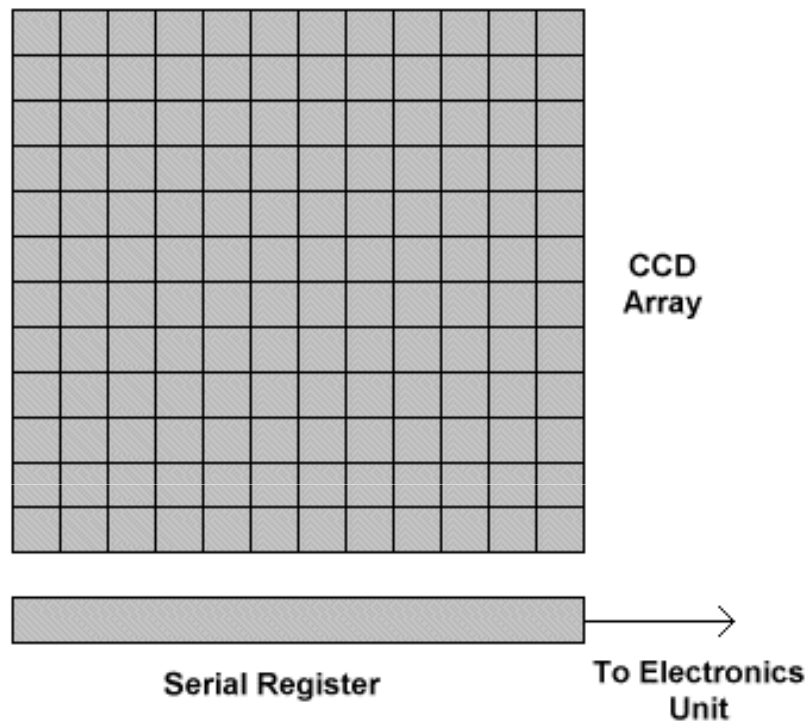 CCD
Array
Serial Register
To Electronics
Unit